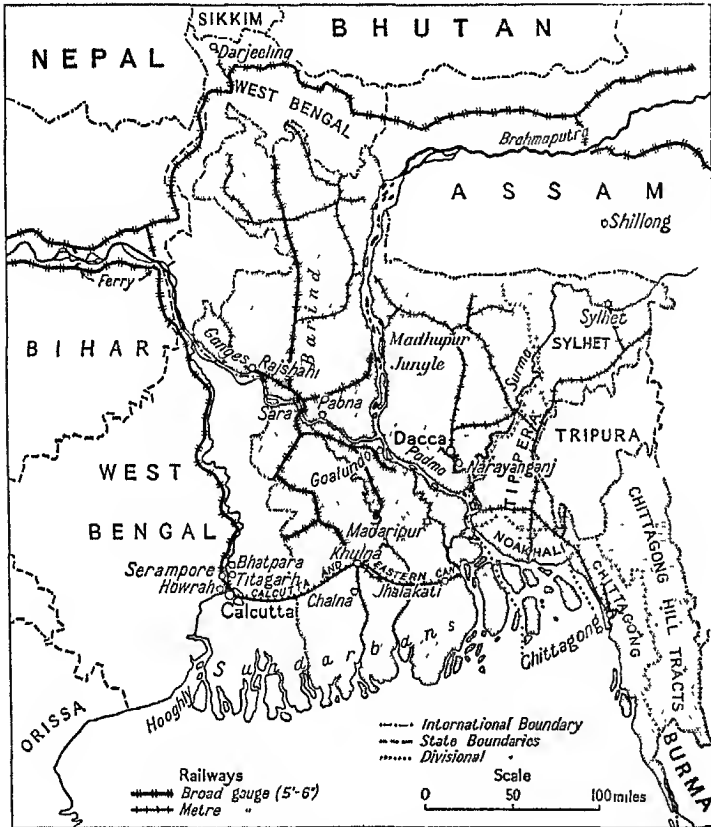 SIKKIM
BHUTAN
NEPAL
Darjeeling
WEST BENGAL
Brahmaputra
ASSAM
Shillong
Ferry
BIHAR
Ganges
Rajshahi
Barind
Madhupur
Jungle
Surma
Sylhet
SYLHET
Sara
Pabna
Dacca
Padma
Narayanganj
TIPPERA
TRIPURA
Goalundo
WEST
BENGAL
Madaripur
NOAKHALI
CHITTAGONG HILL TRACTS
CHITTAGONG
Khulna
Bhatpara
Serampore
Titagarh
Howrah
CALCUTTA AND EASTERN CAN
Jhalakati
Calcutta
Chalna
Chittagong
Sundarbans
Hooghly
ORISSA
BURMA
International Boundary
State Boundaries
Divisional "
Railways
Broad gauge (5'-6")
Metre "
Scale
0 50 100 miles